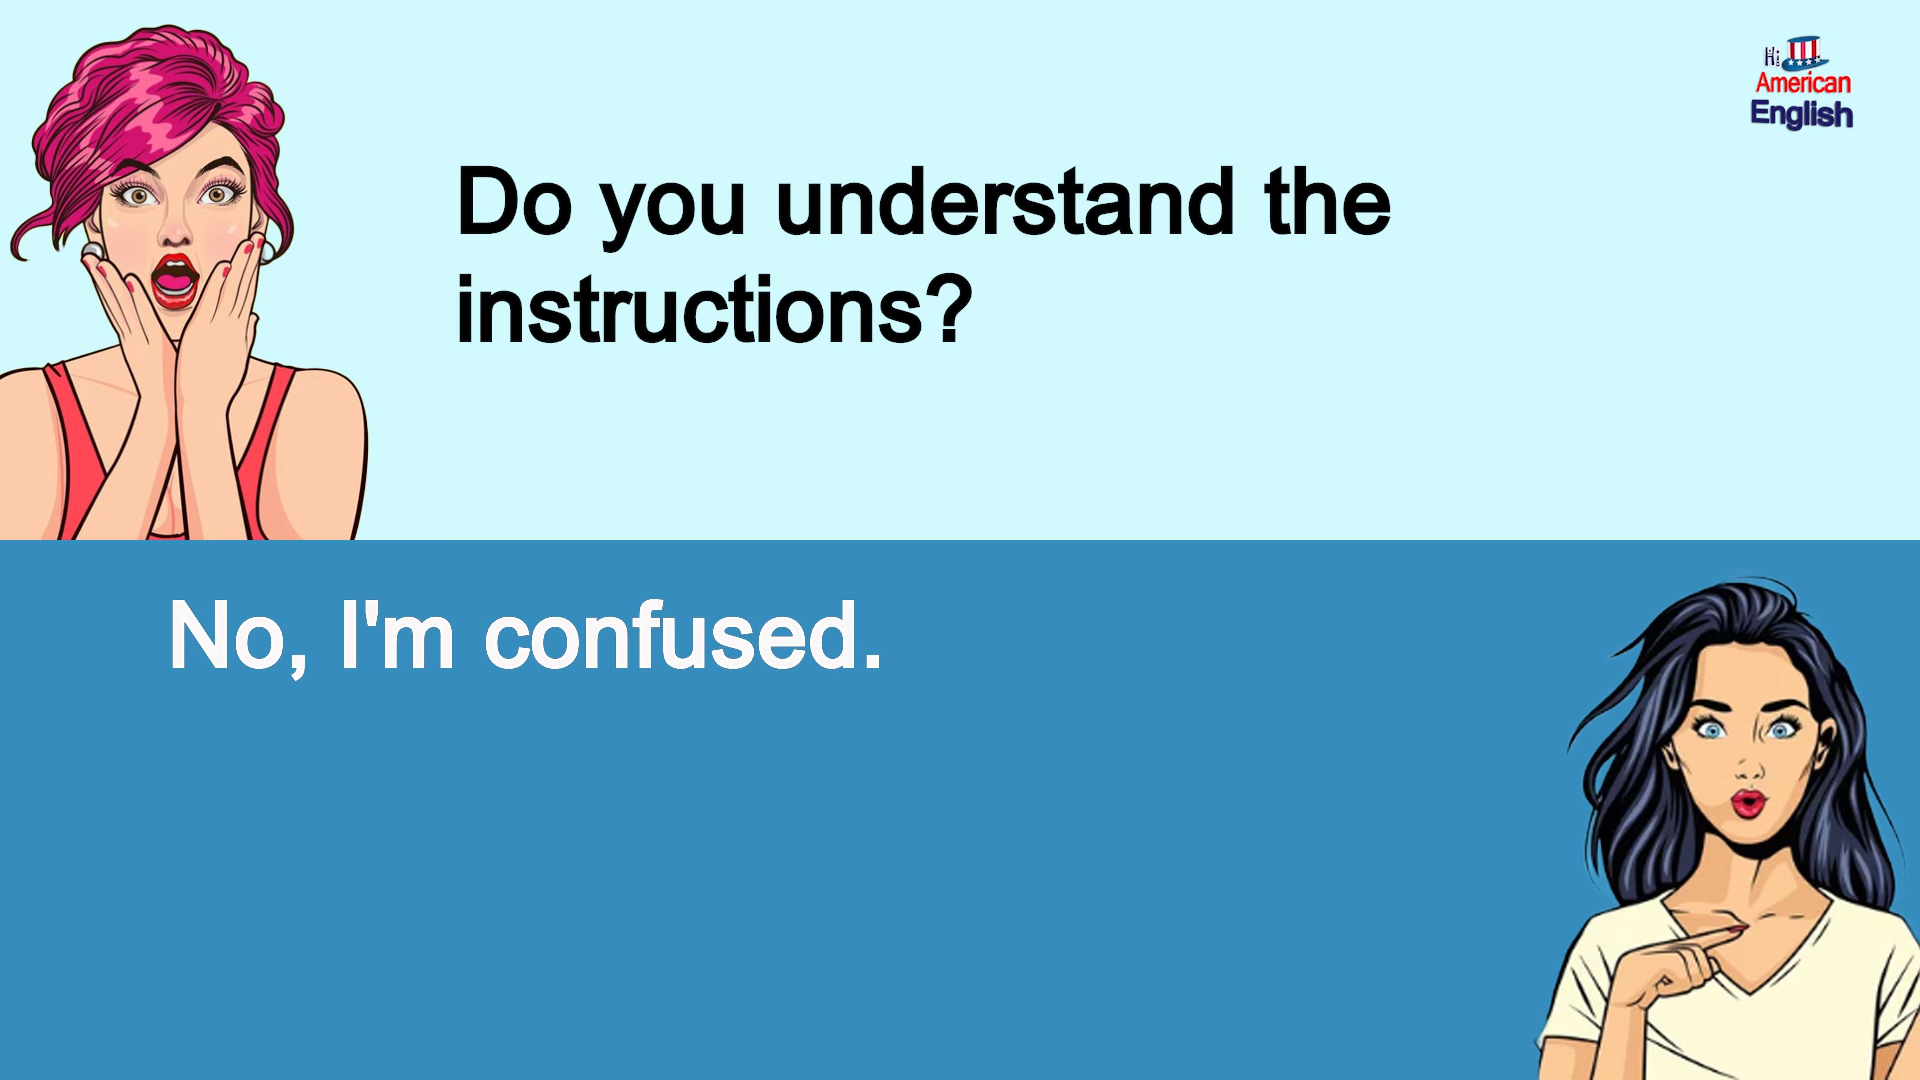 Hi
American
English
Do you understand the
instructions?
No, I'm confused.